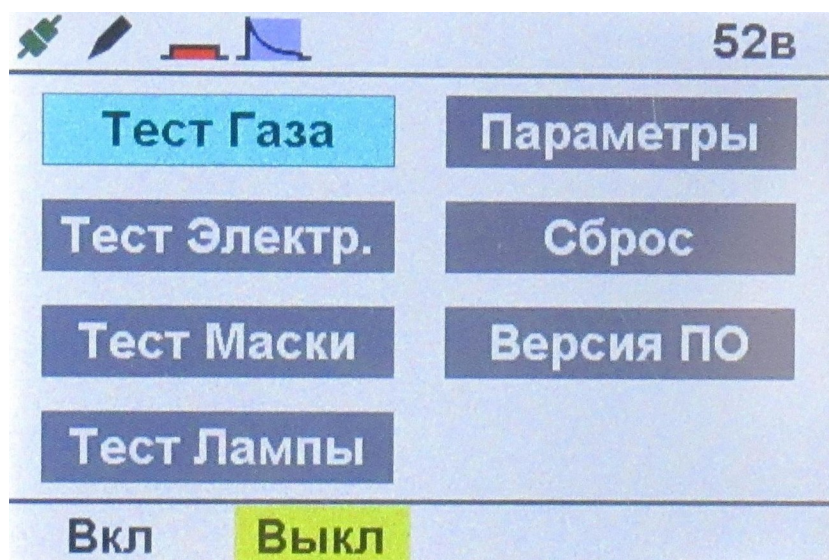 52в
Тест Газа
Параметры
Тест Электр.
Сброс
Тест Маски
Версия ПО
Тест Лампы
Вкл Выкл